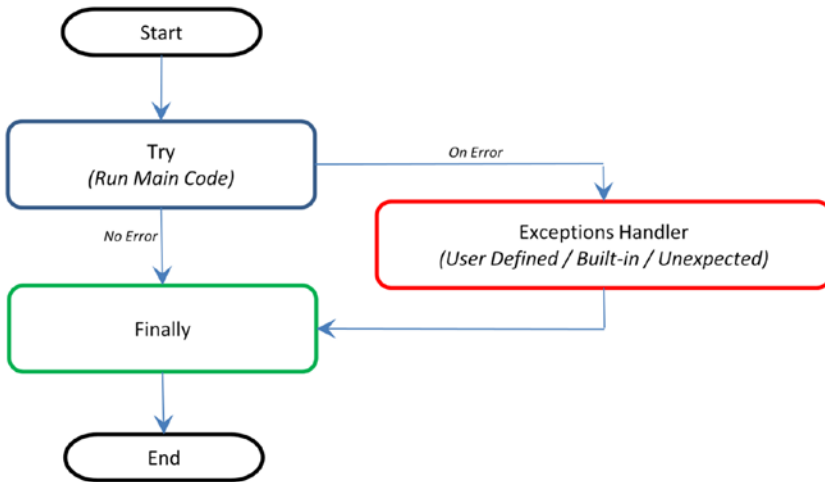 Start
Try
(Run Main Code)
On Error
No Error
Exceptions Handler
(User Defined / Built-in / Unexpected)
Finally
End